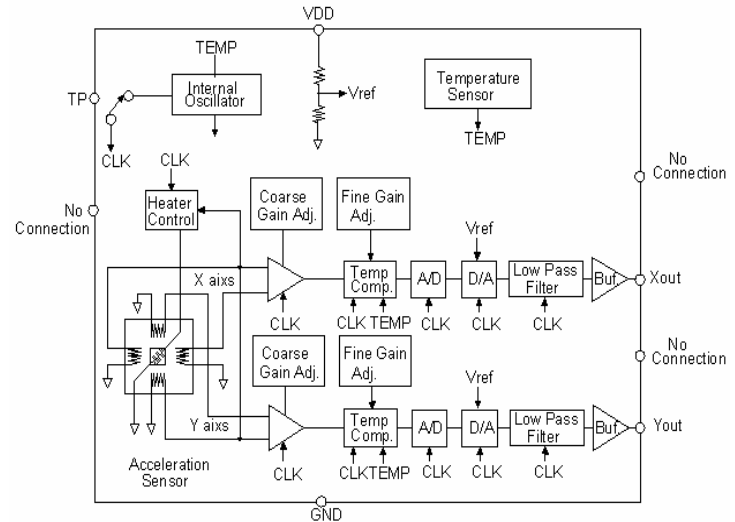 VDD
TEMP
Internal
Oscillator
TP
CLK
Vref
Temperature
Sensor
TEMP
No
Connection
CLK
Heater
Control
No
Connection
Coarse
Gain Adj.
Fine Gain
Adj.
Vref
X aixs
Temp
Comp.
A/D
D/A
Low Pass
Filter
Buf
Xout
CLK
CLK
TEMP
CLK
CLK
CLK
Coarse
Gain Adj.
Fine Gain
Adj.
No
Connection
Vref
Y aixs
Temp
Comp.
A/D
D/A
Low Pass
Filter
Buf
Yout
CLK
CLK
TEMP
CLK
CLK
CLK
Acceleration
Sensor
GND